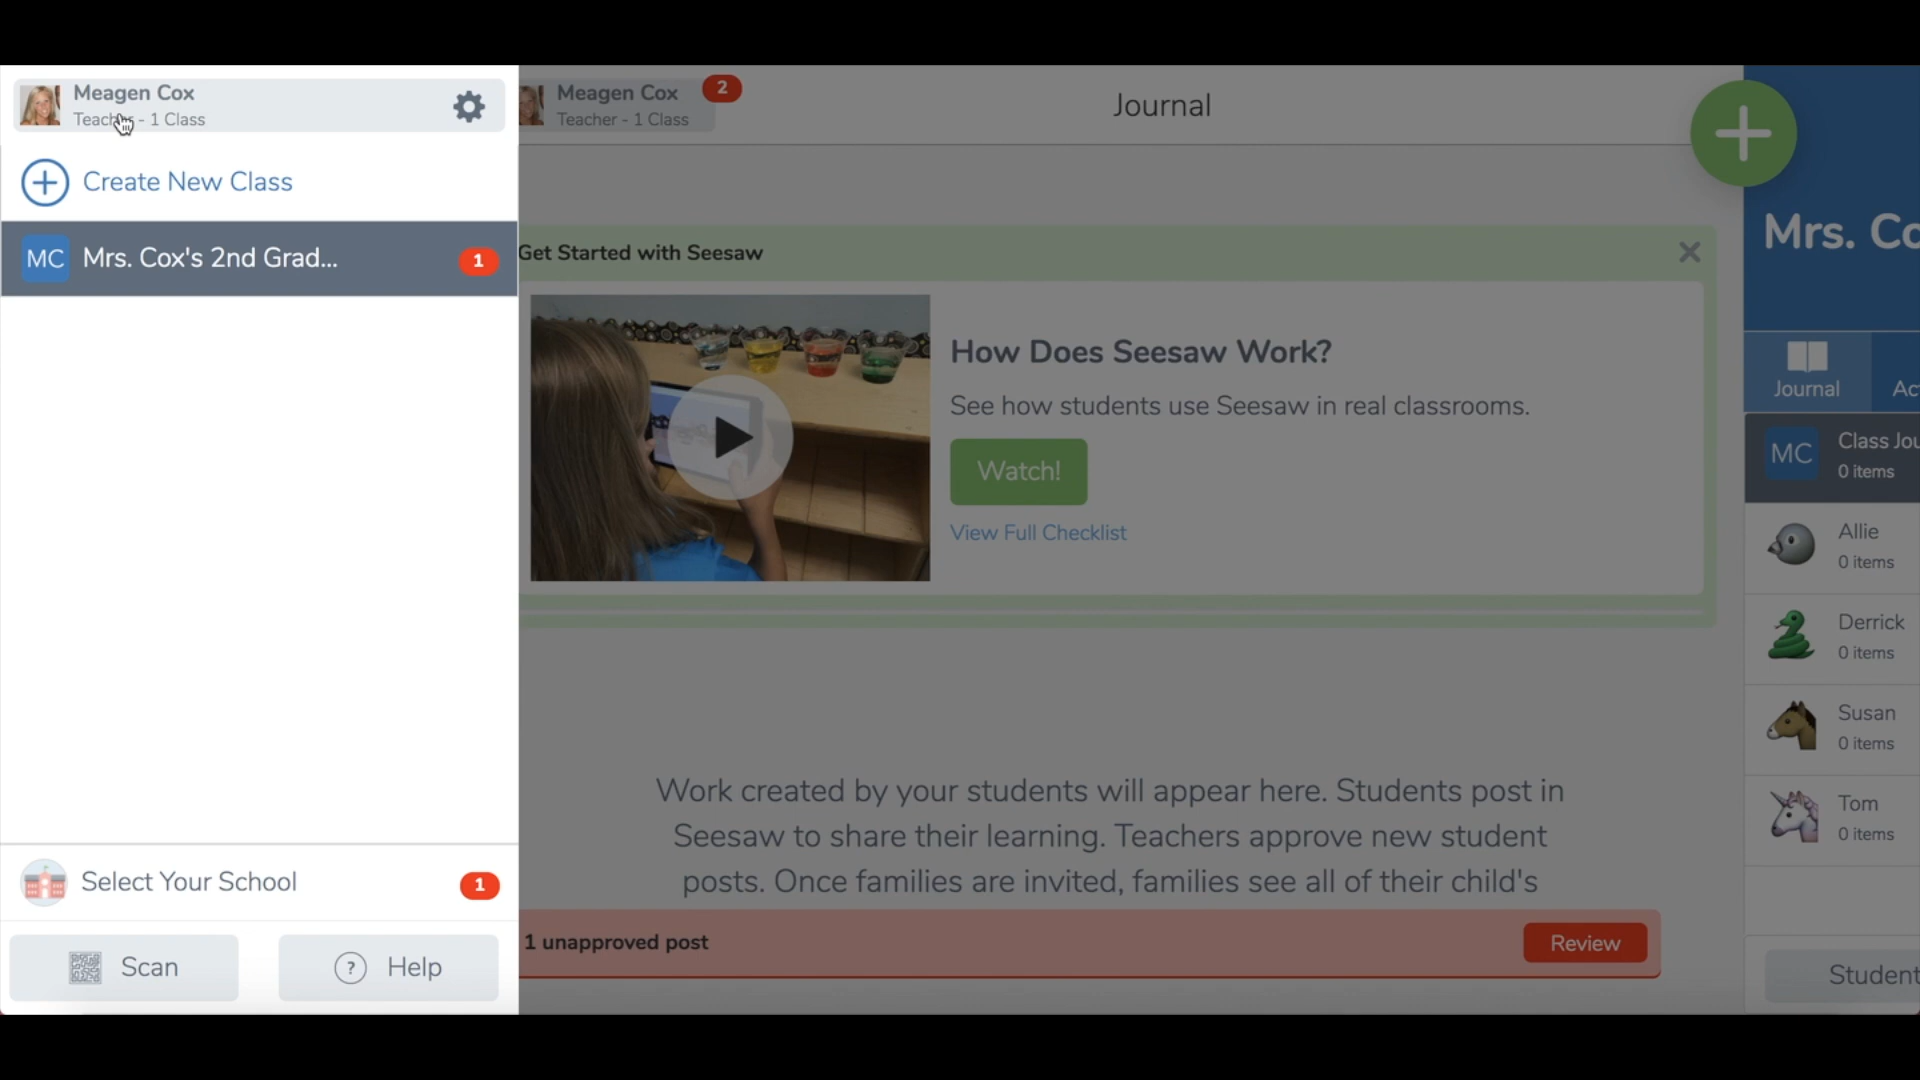 Meagen Cox
Teacher - 1 Class
Create New Class
MC Mrs. Cox's 2nd Grad... 1
Select Your School 1
Scan
? Help
Meagen Cox 2
Teacher - 1 Class
Journal
Get Started with Seesaw
How Does Seesaw Work?
See how students use Seesaw in real classrooms.
Watch!
View Full Checklist
Work created by your students will appear here. Students post in
Seesaw to share their learning. Teachers approve new student
posts. Once families are invited, families see all of their child's
1 unapproved post
Review
Mrs. Co
Journal
Ac
MC Class Jou
0 items
Allie
0 items
Derrick
0 items
Susan
0 items
Tom
0 items
Student